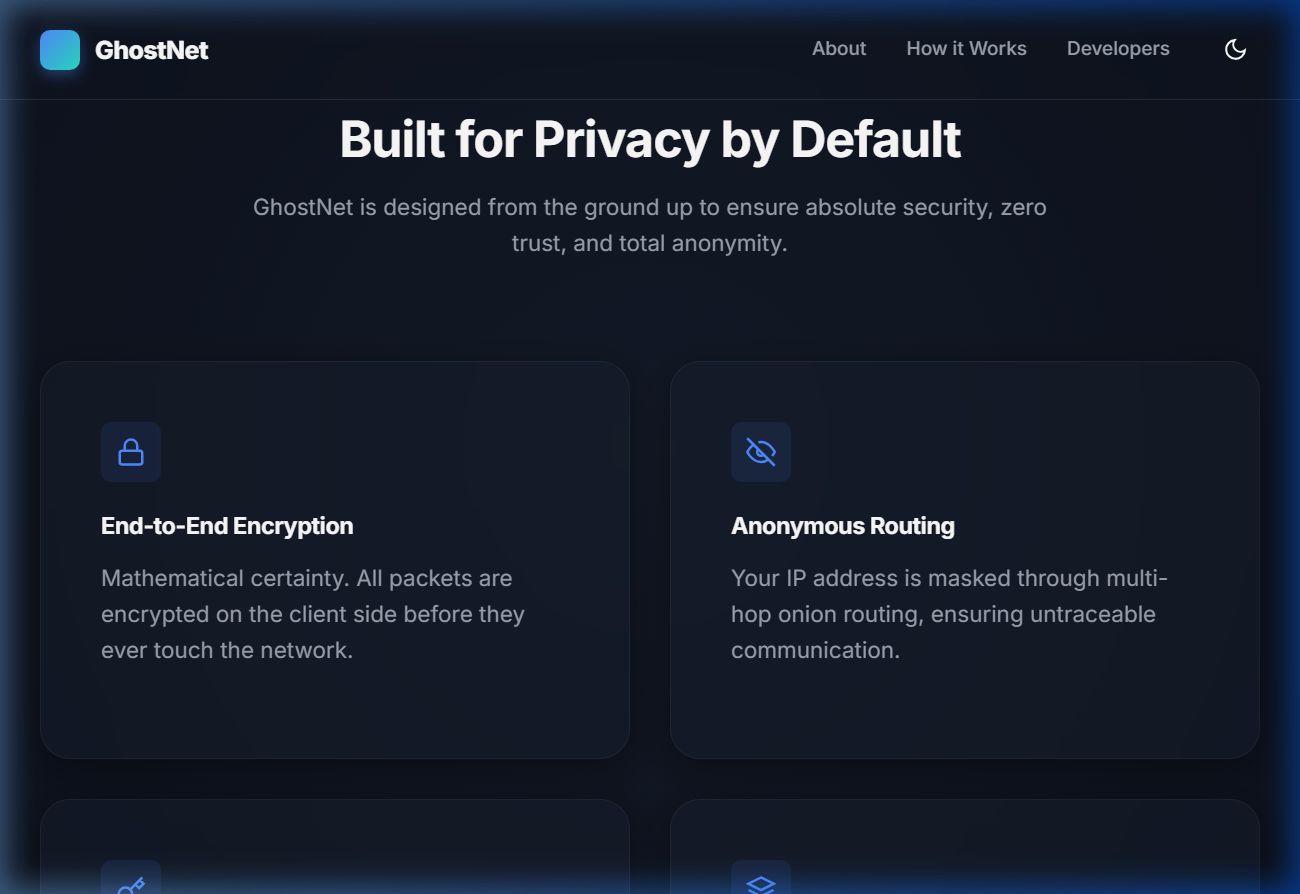 GhostNet
About
How it Works
Developers
Built for Privacy by Default
GhostNet is designed from the ground up to ensure absolute security, zero
trust, and total anonymity.
End-to-End Encryption
Mathematical certainty. All packets are
encrypted on the client side before they
ever touch the network.
Anonymous Routing
Your IP address is masked through multi-
hop onion routing, ensuring untraceable
communication.